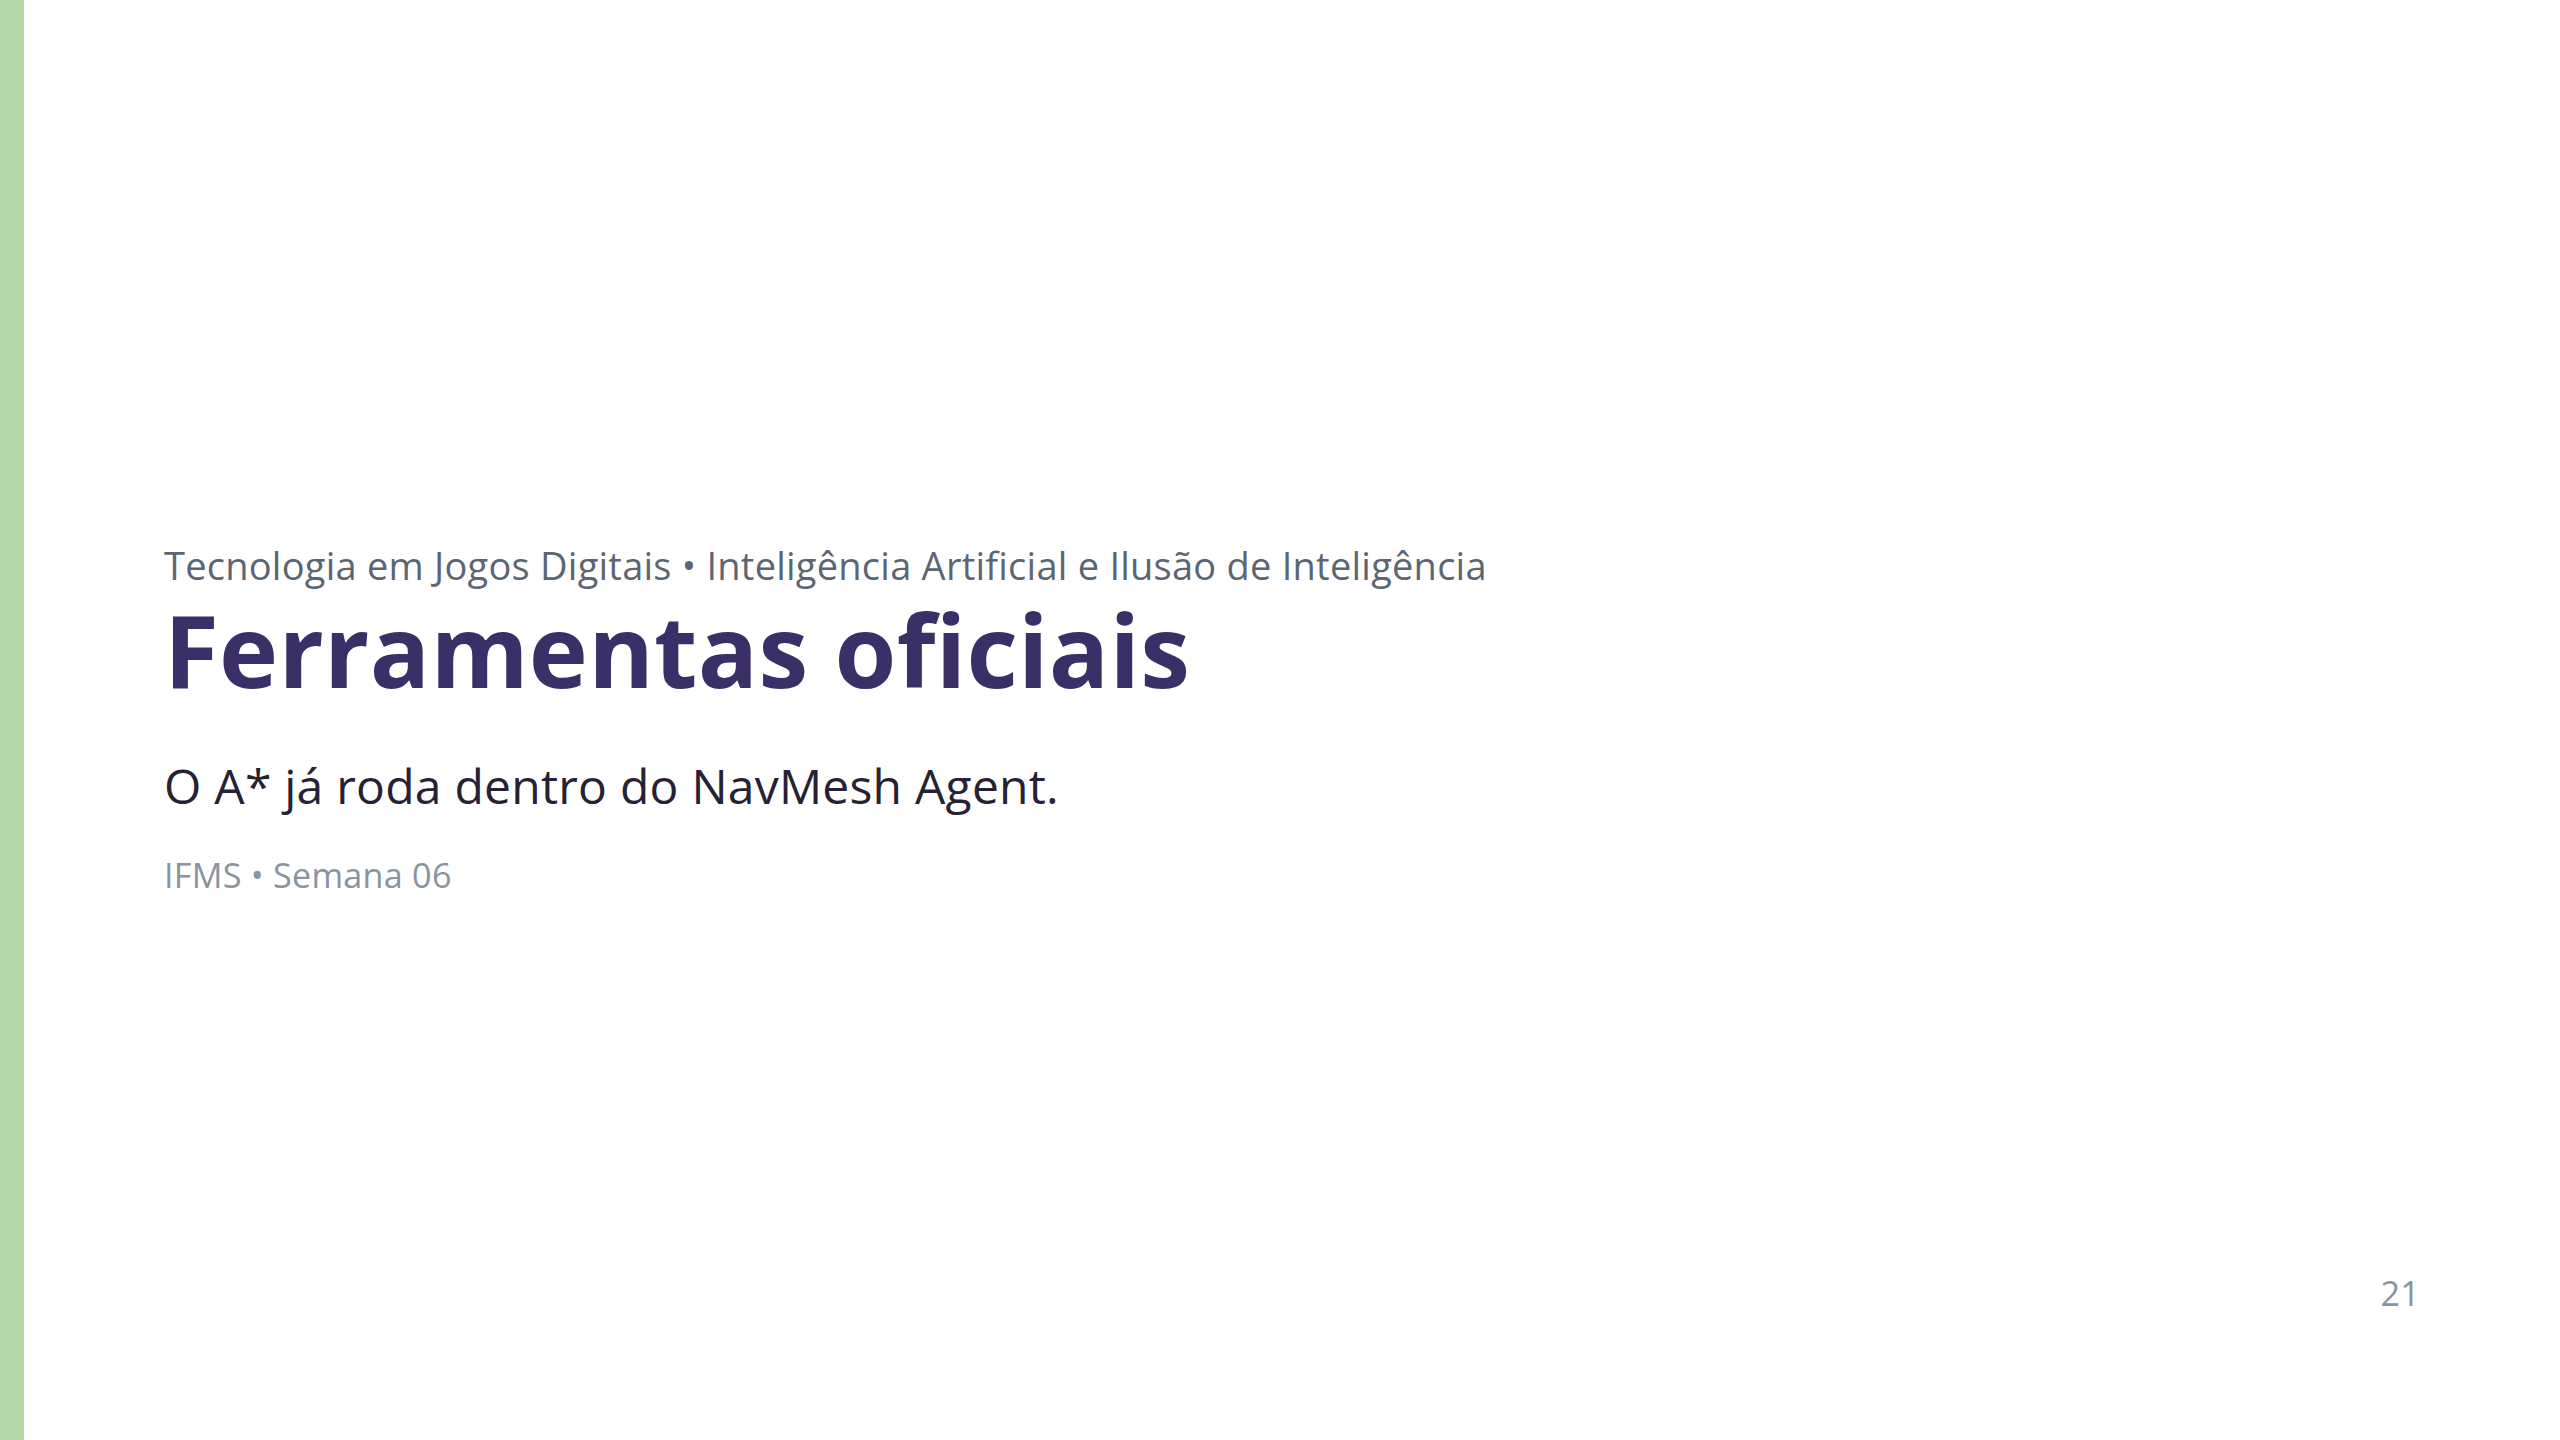 Tecnologia em Jogos Digitais • Inteligência Artificial e Ilusão de Inteligência
Ferramentas oficiais
O A* já roda dentro do NavMesh Agent.
IFMS • Semana 06
21